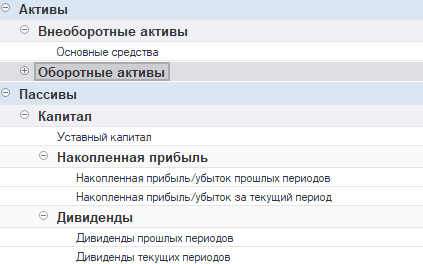 Активы
Внеоборотные активы
Основные средства
Оборотные активы
Пассивы
Капитал
Уставный капитал
Накопленная прибыль
Накопленная прибыль/убыток прошлых периодов
Накопленная прибыль/убыток за текущий период
Дивиденды
Дивиденды прошлых периодов
Дивиденды текущих периодов